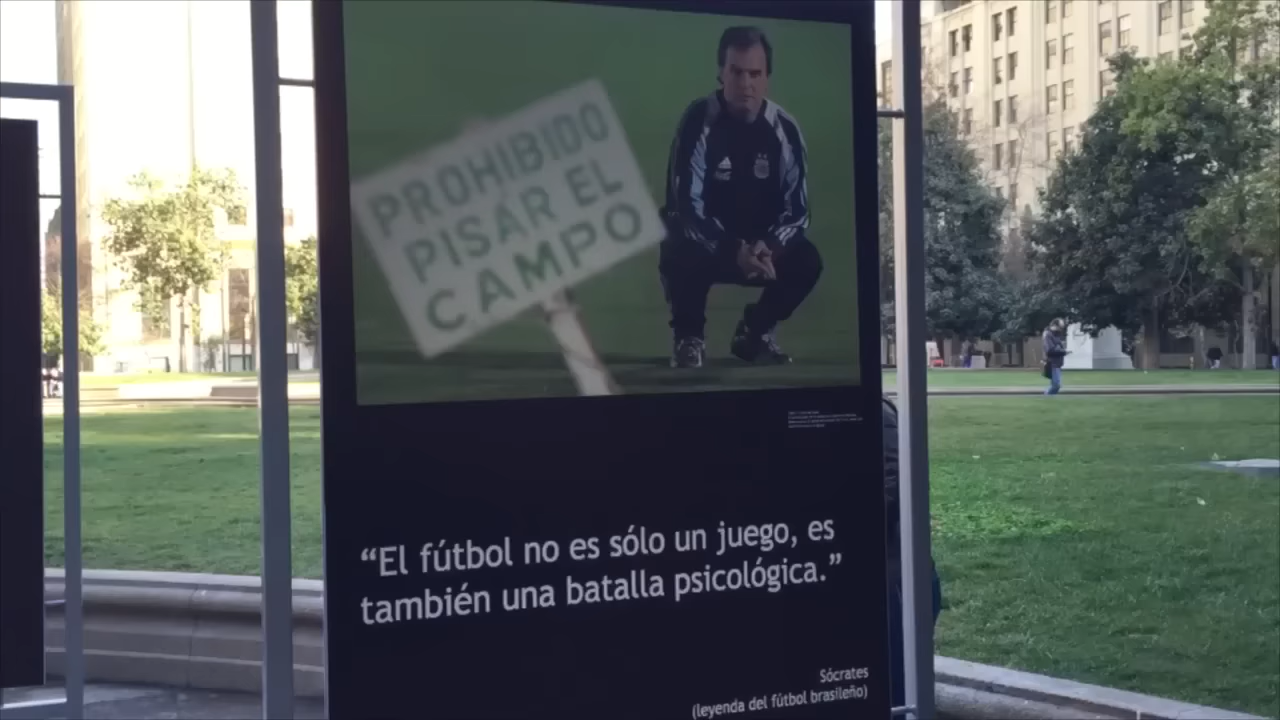 PROHIBIDO
PISAR EL
CAMPO
“El fútbol no es sólo un juego, es
también una batalla psicológica.”
Sócrates
(leyenda del fútbol brasileño)